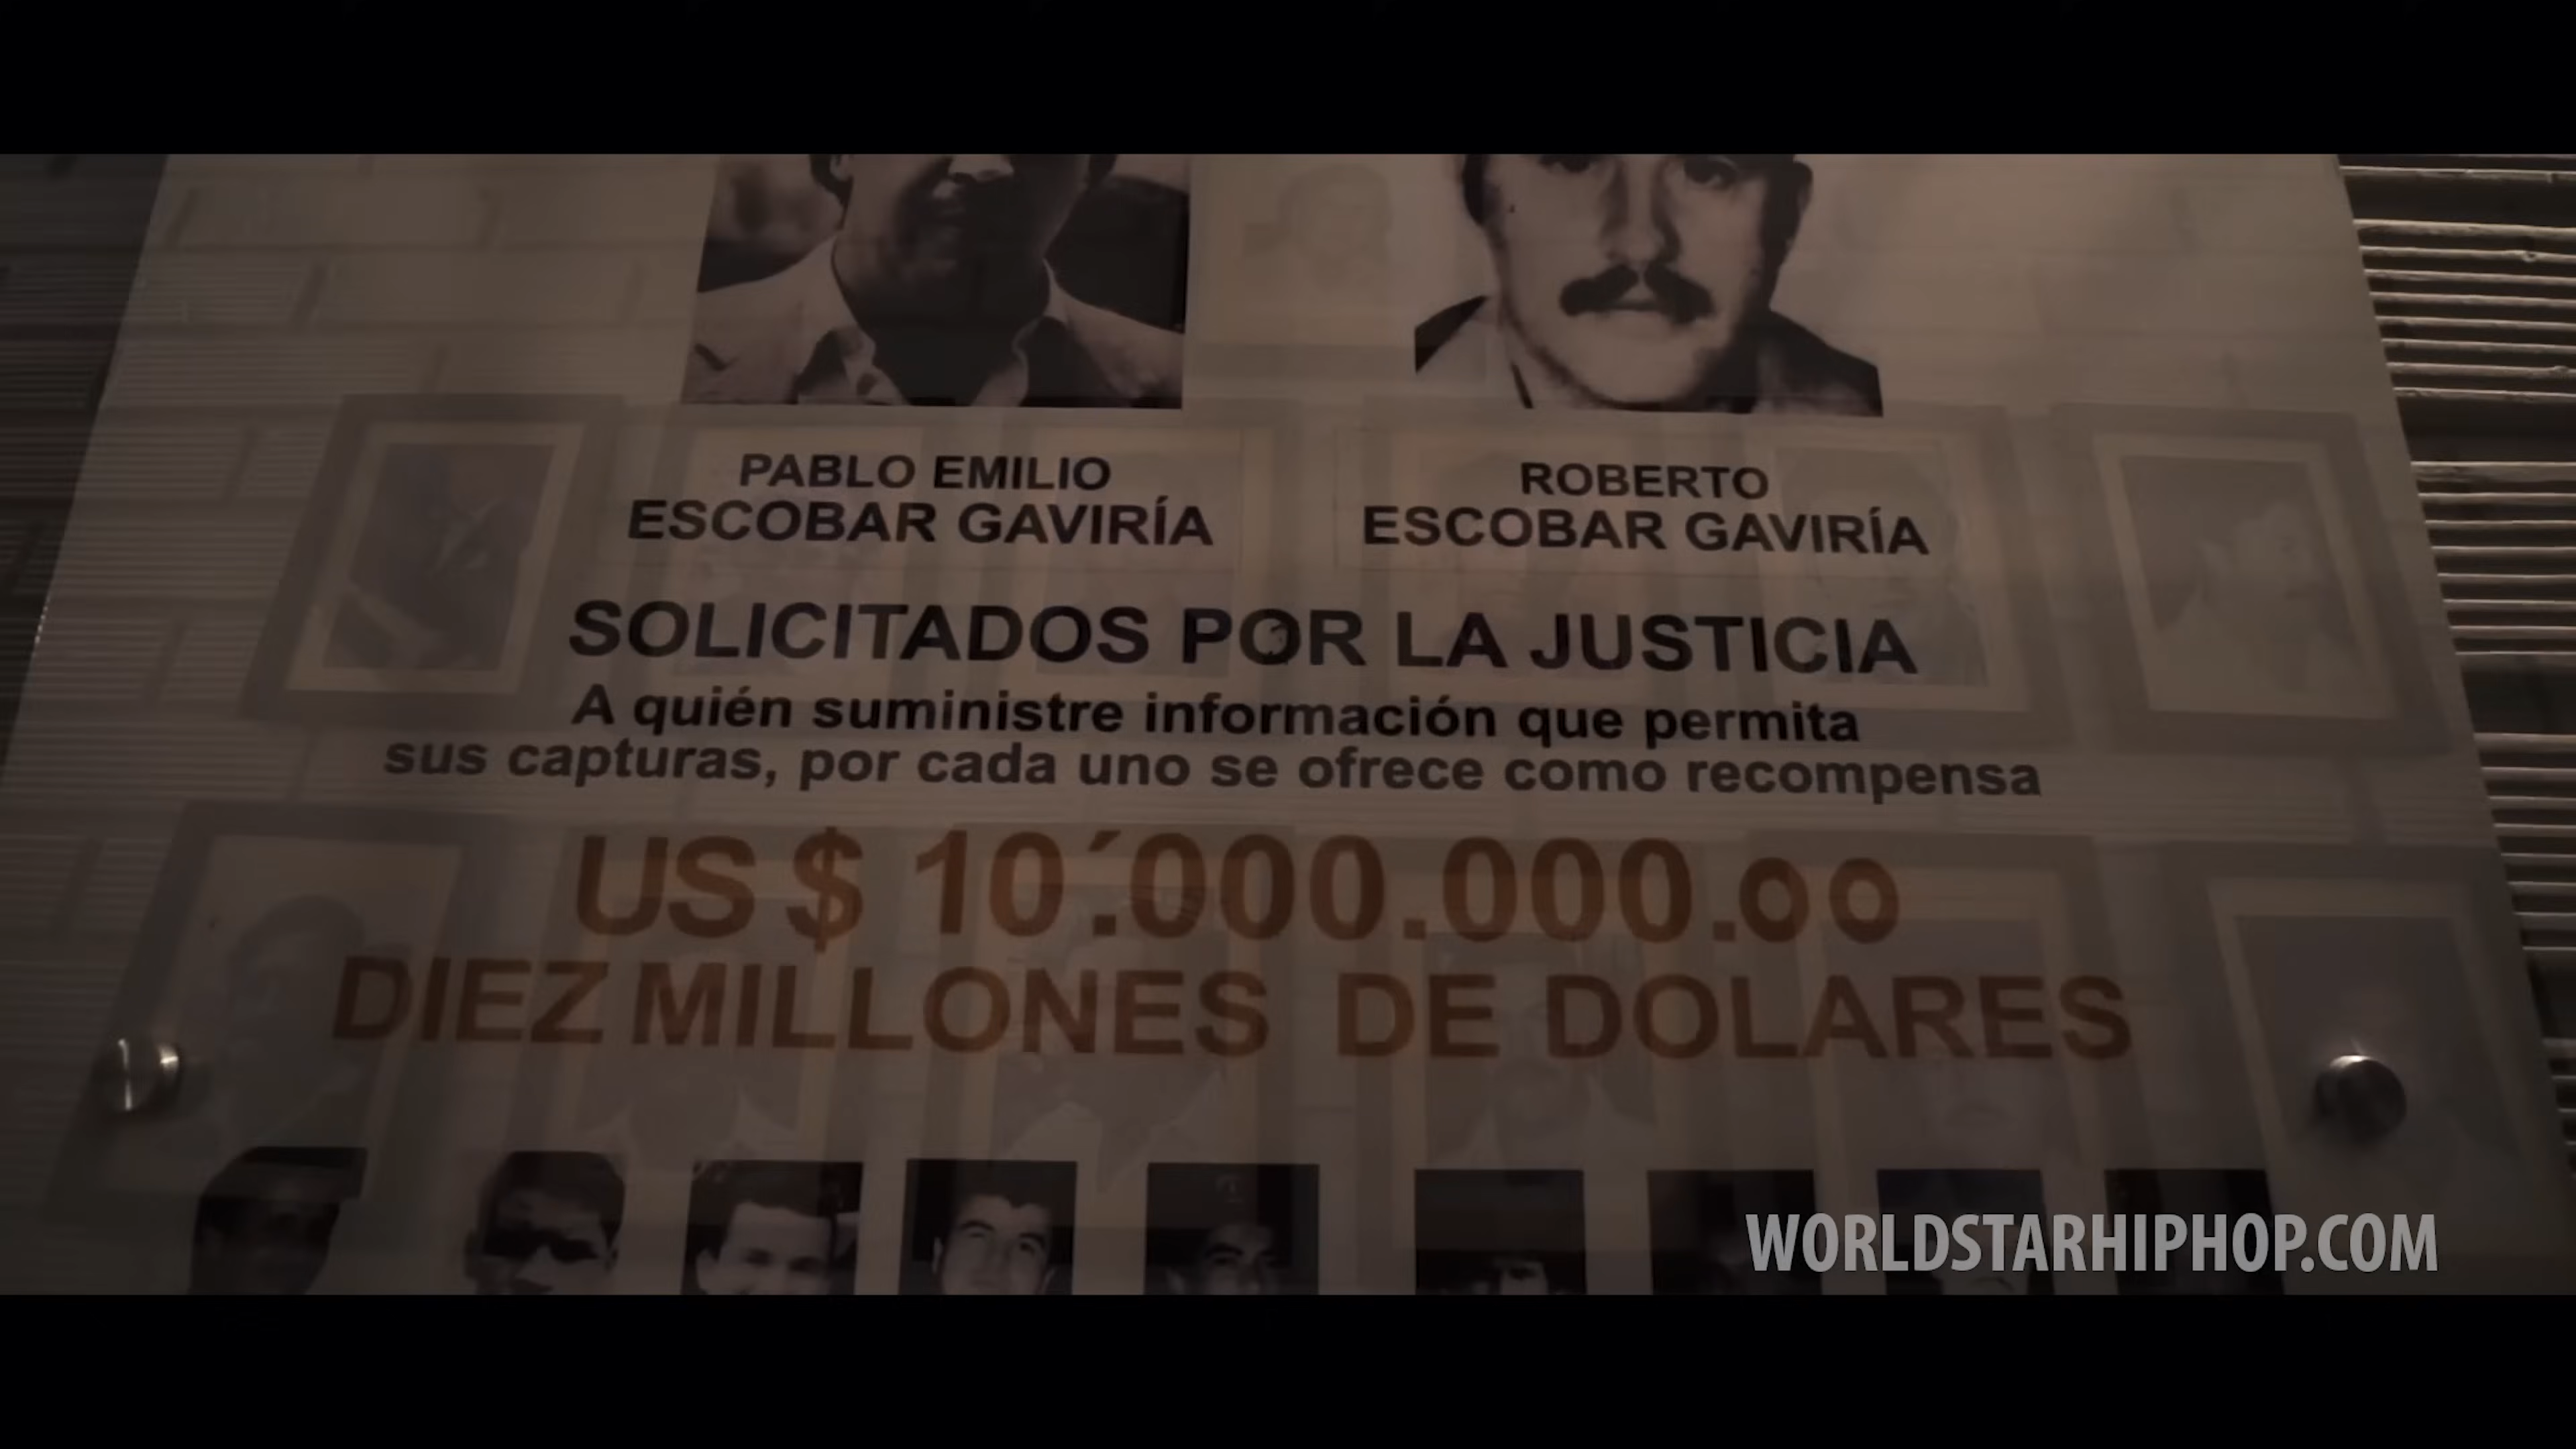 PABLO EMILIO
ESCOBAR GAVIRÍA
ROBERTO
ESCOBAR GAVIRÍA
SOLICITADOS POR LA JUSTICIA
A quién suministre información que permita
sus capturas, por cada uno se ofrece como recompensa
US $ 10´.000.000.oo
DIEZ MILLONES DE DOLARES
WORLDSTARHIPHOP.COM